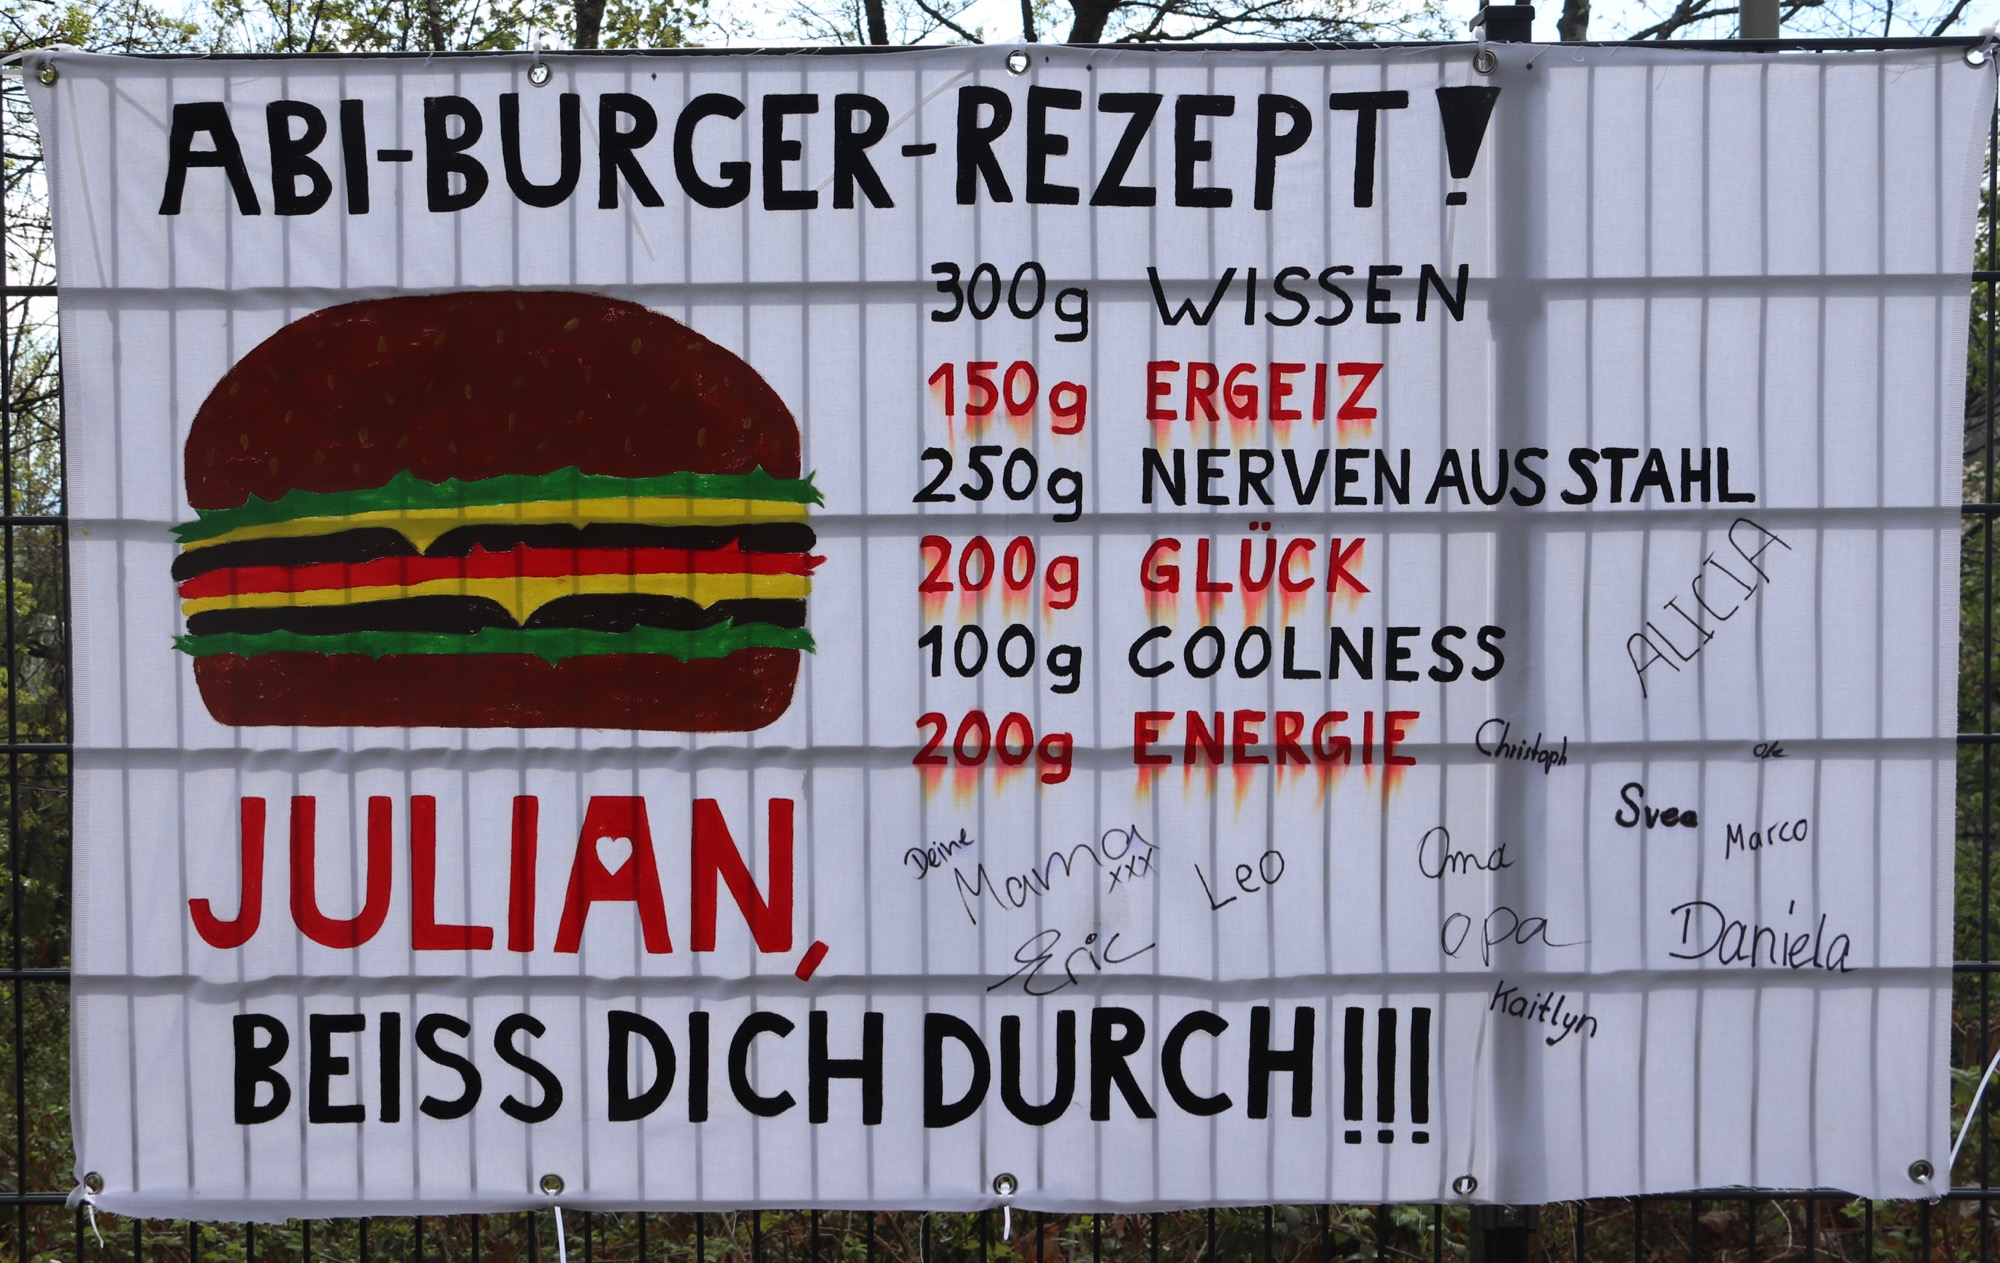 ABI-BURGER-REZEPT!
300g WISSEN
150g ERGEIZ
250g NERVEN AUS STAHL
200g GLÜCK
100g COOLNESS
200g ENERGIE
JULIAN,
BEISS DICH DURCH!!!
ALICIA
Christoph
Svea
Marco
Deine
Mama
xxx
Leo
Oma
Opa
Eric
Daniela
Kaitlyn